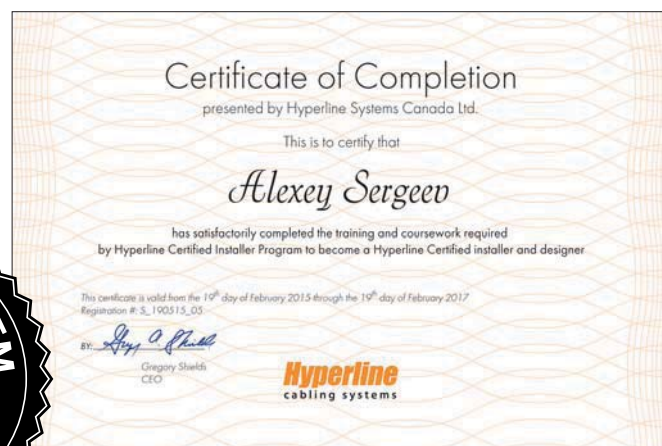 Certificate of Completion
presented by Hyperline Systems Canada Ltd.
This is to certify that
Alexey Sergeev
has satisfactorily completed the training and coursework required
by Hyperline Certified Installer Program to become a Hyperline Certified installer and designer
This certificate is valid from the 19th day of February 2015 through the 19th day of February 2017
Registration #: S_190515_05
BY:
Gregory Shields
CEO
Hyperline
cabling systems